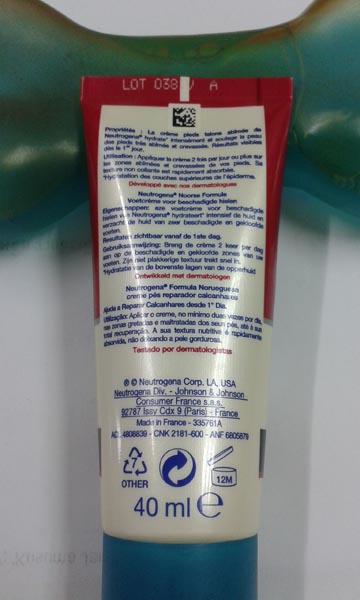 LOT 038 V A
Propriétés : La crème pieds talons abîmés de
Neutrogena® hydrate* intensément et soulage la peau
des pieds très abîmés et crevassés. Résultats visibles
dès le 1er jour.
Utilisation : Appliquer la crème 2 fois par jour ou plus sur
les zones abîmées et crevassées de vos pieds. Sa
texture non collante est rapidement absorbée.
*Hydratation des couches supérieures de l'épiderme.
Développé avec nos dermatologues
Neutrogena® Noorse Formula
Voetcrème voor beschadigde hielen
Eigenschappen: voetcrème voor beschadigde
hielen van Neutrogena® hydrateert* intensief de huid en
verzacht de huid van zeer beschadigde en gekloofde
voeten.
Resultaten zichtbaar vanaf de 1ste dag.
Gebruiksaanwijzing: Breng de crème 2 keer per dag
aan op de beschadigde en gekloofde zones van uw
voeten. Zijn niet plakkerige textuur trekt snel in.
*Hydratatie van de bovenste lagen van de opperhuid
Ontwikkeld met dermatologen
Neutrogena® Formula Norueguesa
creme pés reparador calcanhares
Ajuda a Reparar Calcanhares desde 1° Dia.
Utilização: Aplicar o creme, no mínimo duas vezes por dia,
nas zonas gretadas e maltratadas dos seus pés, até à sua
total recuperação. A sua textura nutritiva é rapidamente
absorvida, não deixando a pele gordurosa.
Testado por dermatologistas
® © Neutrogena Corp. LA, USA
Neutrogena Div. - Johnson & Johnson
Consumer France s.a.s.
92787 Issy Cdx 9 (Paris) - France
Made in France - 335761A
ACL 4808839 - CNK 2181-600 - ANF 6805879
7
OTHER
12M
40 ml e